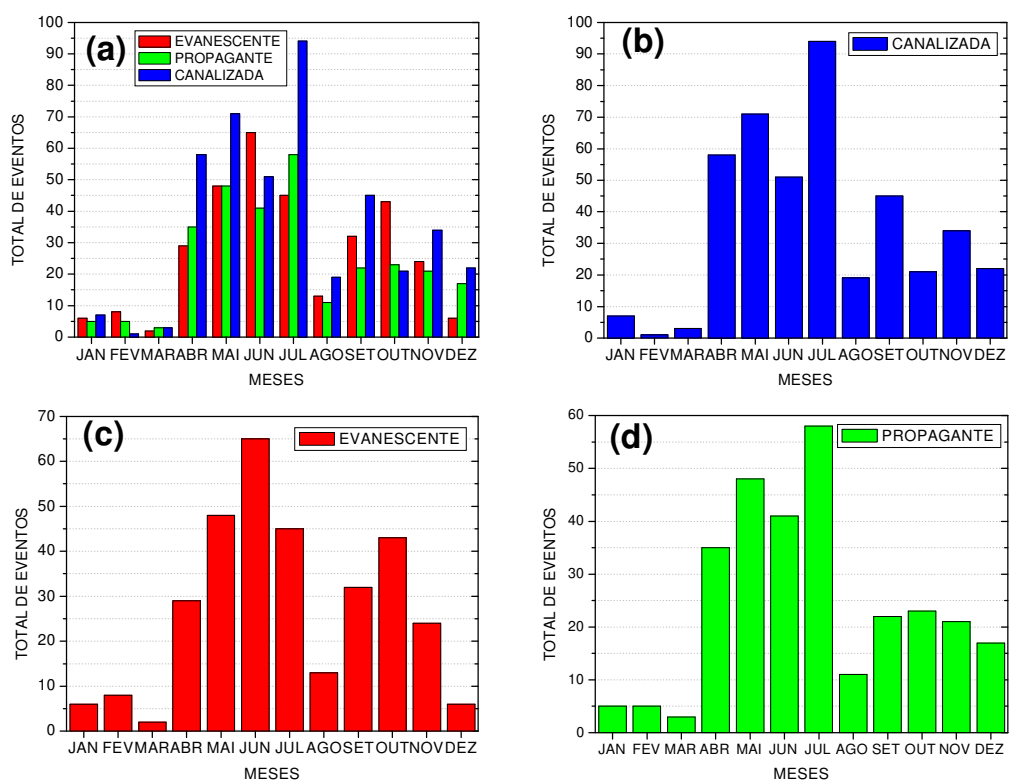 (a)
EVANESCENTE
PROPAGANTE
CANALIZADA
TOTAL DE EVENTOS
100
90
80
70
60
50
40
30
20
10
0
JAN FEV MAR ABR MAI JUN JUL AGO SET OUT NOV DEZ
MESES
(b)
CANALIZADA
TOTAL DE EVENTOS
100
90
80
70
60
50
40
30
20
10
0
JAN FEV MAR ABR MAI JUN JUL AGO SET OUT NOV DEZ
MESES
(c)
EVANESCENTE
TOTAL DE EVENTOS
70
60
50
40
30
20
10
0
JAN FEV MAR ABR MAI JUN JUL AGO SET OUT NOV DEZ
MESES
(d)
PROPAGANTE
TOTAL DE EVENTOS
60
50
40
30
20
10
0
JAN FEV MAR ABR MAI JUN JUL AGO SET OUT NOV DEZ
MESES